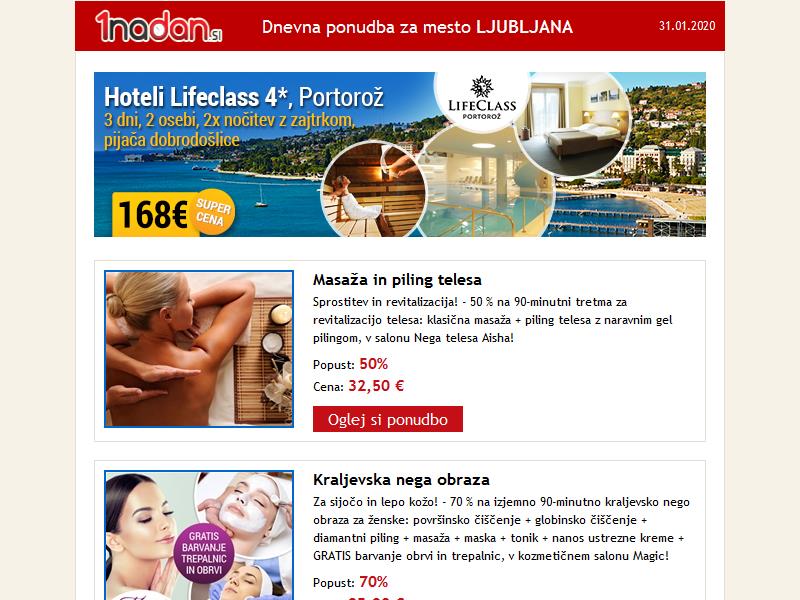 1nadan.si
Dnevna ponudba za mesto LJUBLJANA
31.01.2020
Hoteli Lifeclass 4*, Portorož
3 dni, 2 osebi, 2x nočitev z zajtrkom,
pijača dobrodošlice
168€
SUPER
CENA
LIFECLASS
PORTOROŽ
Masaža in piling telesa
Sprostitev in revitalizacija! - 50 % na 90-minutni tretma za
revitalizacijo telesa: klasična masaža + piling telesa z naravnim gel
pilingom, v salonu Nega telesa Aisha!
Popust: 50%
Cena: 32,50 €
Oglej si ponudbo
GRATIS
BARVANJE
TREPALNIC
IN OBRVI
Kraljevska nega obraza
Za sijočo in lepo kožo! - 70 % na izjemno 90-minutno kraljevsko nego
obraza za ženske: površinsko čiščenje + globinsko čiščenje +
diamantni piling + masaža + maska + tonik + nanos ustrezne kreme +
GRATIS barvanje obrvi in trepalnic, v kozmetičnem salonu Magic!
Popust: 70%